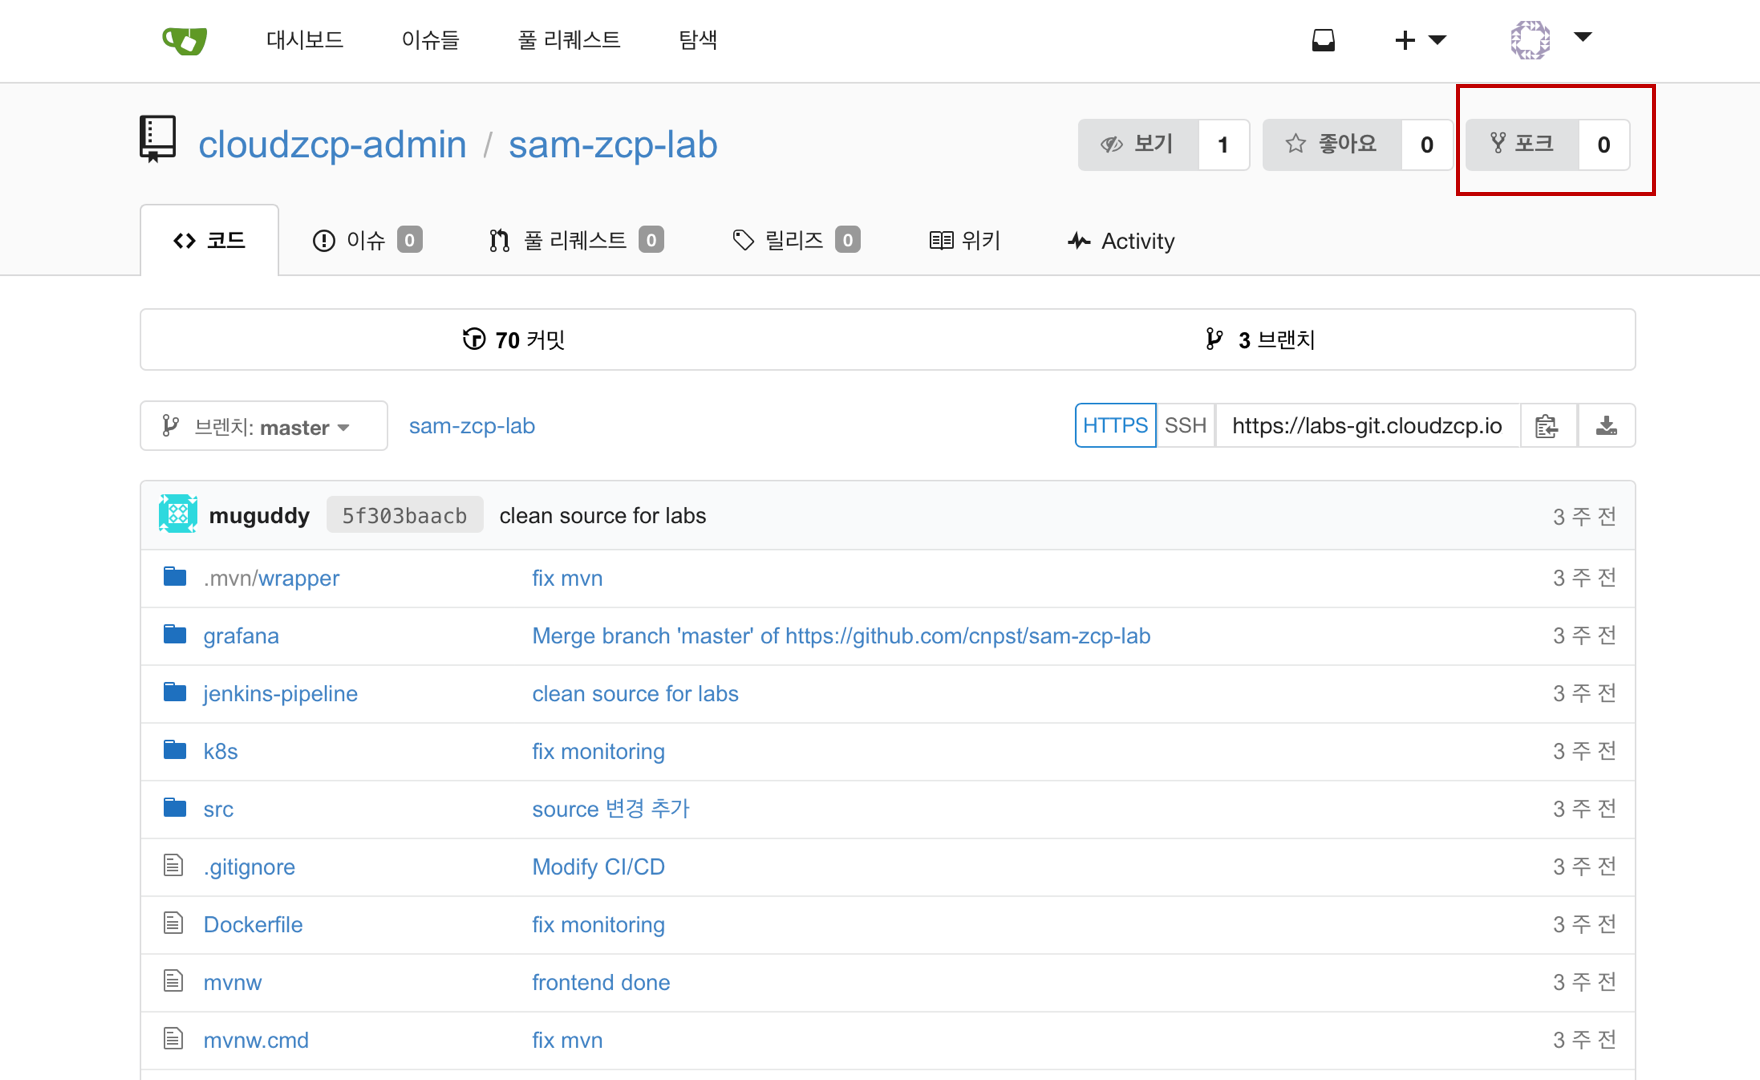 대시보드 이슈들 풀 리퀘스트 탐색
cloudzcp-admin / sam-zcp-lab 보기 1 좋아요 0 포크 0
코드 이슈 0 풀 리퀘스트 0 릴리즈 0 위키 Activity
70 커밋 3 브랜치
브렌치: master sam-zcp-lab HTTPS SSH https://labs-git.cloudzcp.io
muguddy 5f303baacb clean source for labs 3 주 전
.mvn/wrapper fix mvn 3 주 전
grafana Merge branch 'master' of https://github.com/cnpst/sam-zcp-lab 3 주 전
jenkins-pipeline clean source for labs 3 주 전
k8s fix monitoring 3 주 전
src source 변경 추가 3 주 전
.gitignore Modify CI/CD 3 주 전
Dockerfile fix monitoring 3 주 전
mvnw frontend done 3 주 전
mvnw.cmd fix mvn 3 주 전